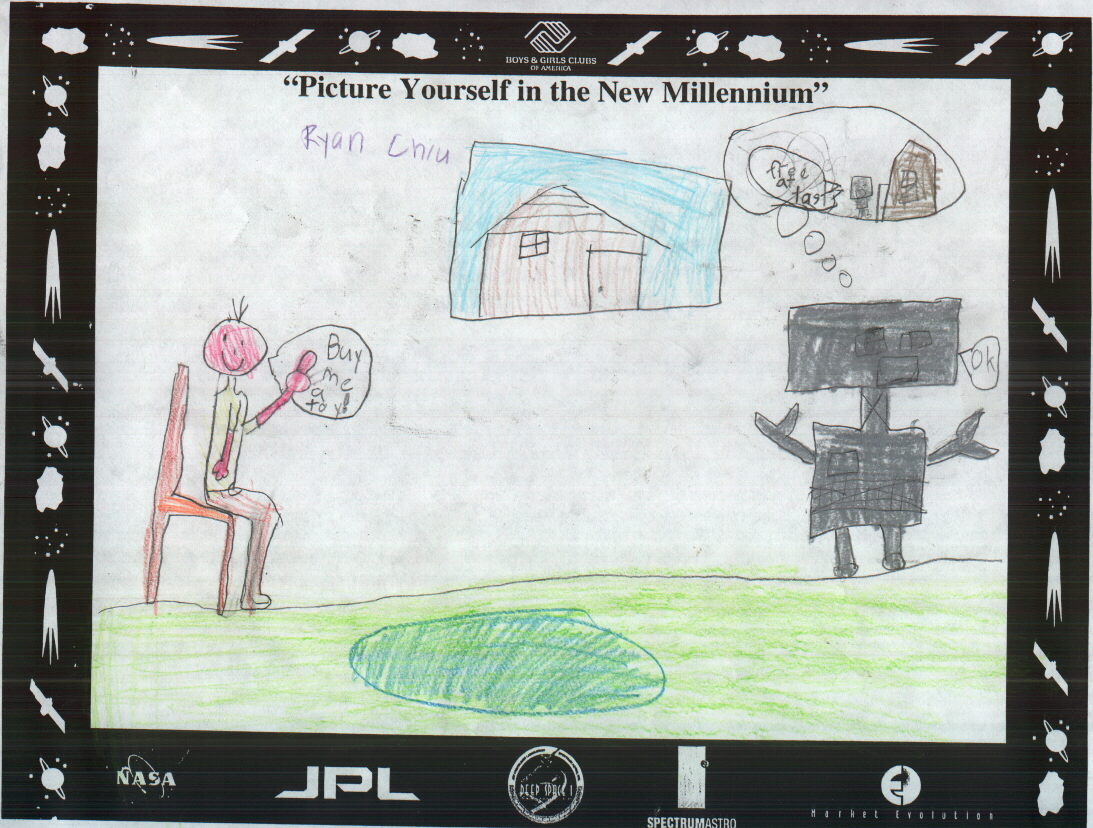 BOYS & GIRLS CLUBS
OF AMERICA
“Picture Yourself in the New Millennium”
Ryan Chiu
free
at
last
Buy
me
a
toy!
OK
NASA
JPL
DEEP SPACE 1
SPECTRUMASTRO
Market Evolution